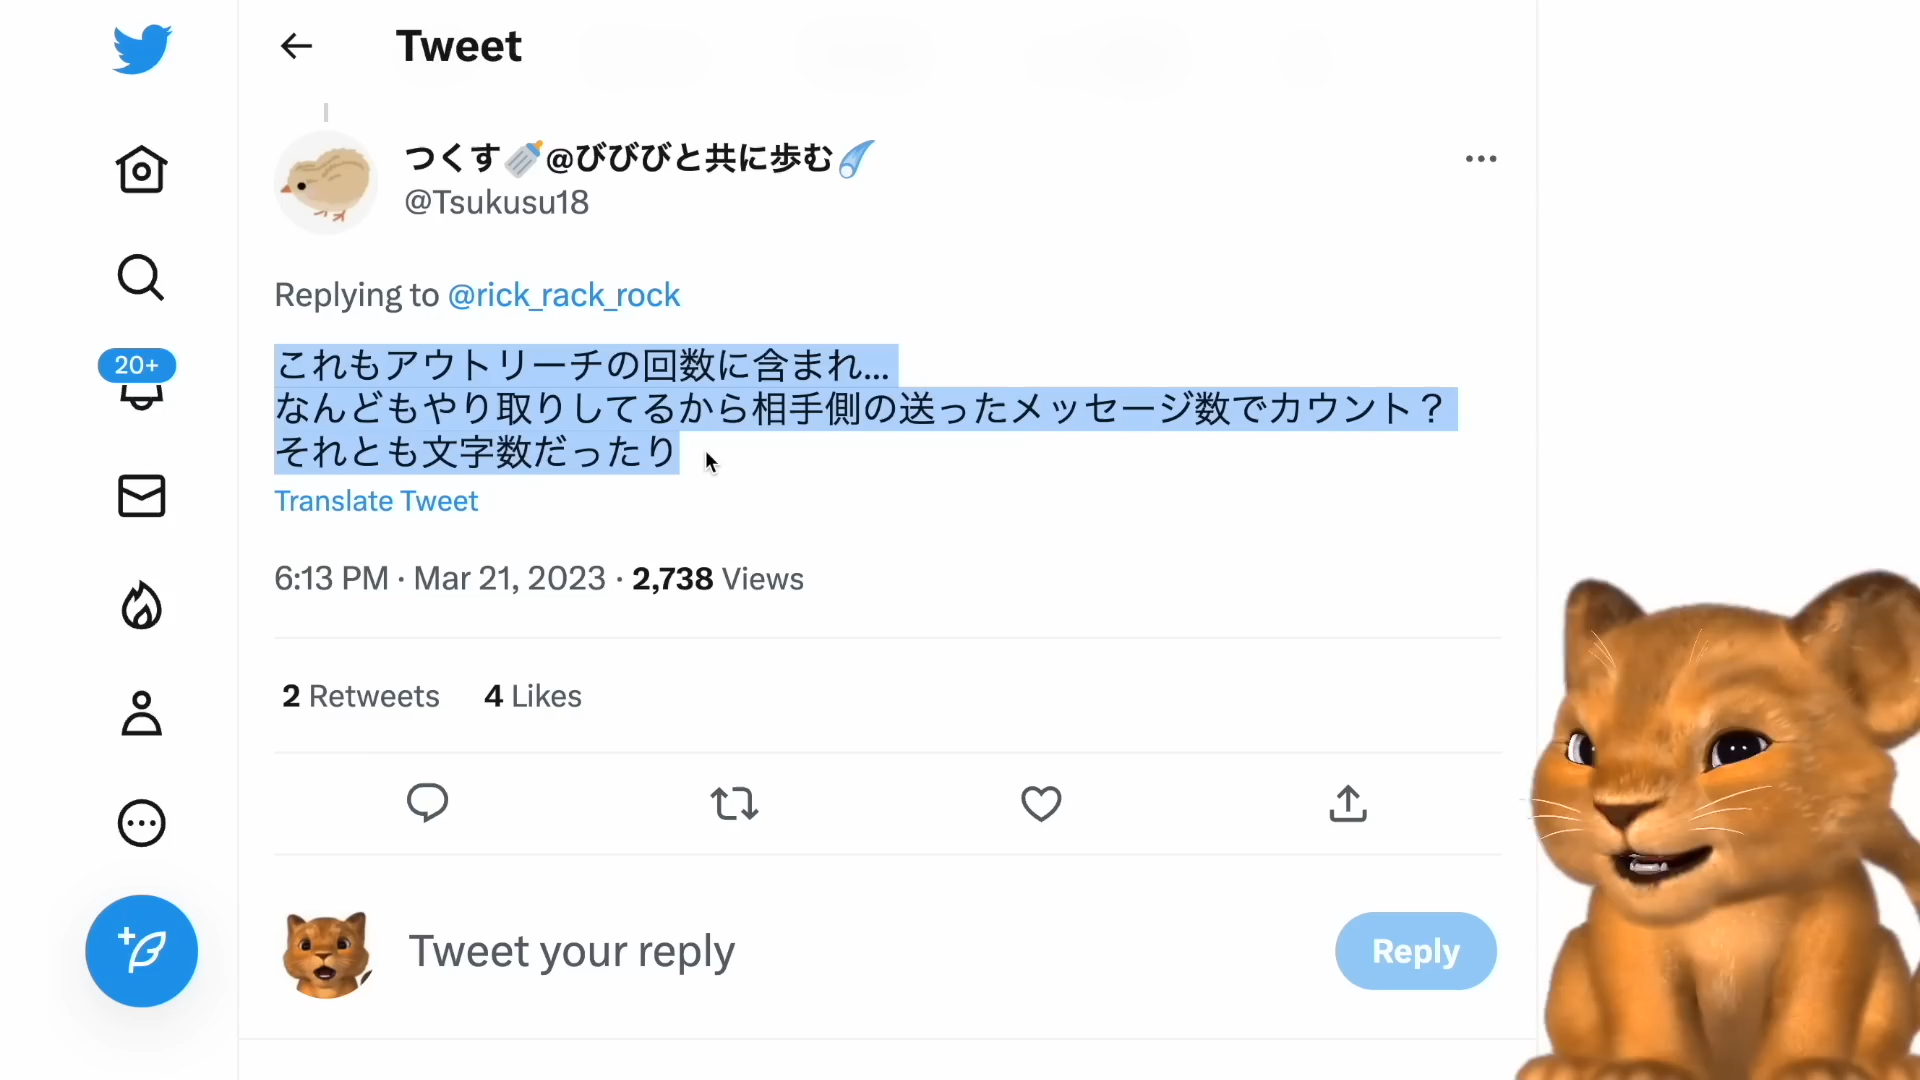 Tweet
つくす🍼@びびびと共に歩む☄️
@Tsukusu18
Replying to @rick_rack_rock
これもアウトリーチの回数に含まれ...
なんどもやり取りしてるから相手側の送ったメッセージ数でカウント？
それとも文字数だったり
Translate Tweet
6:13 PM · Mar 21, 2023 · 2,738 Views
2 Retweets 4 Likes
20+
Tweet your reply
Reply